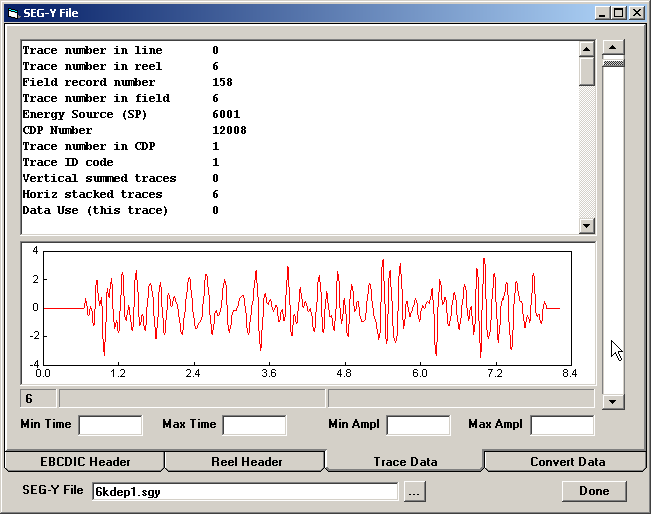 SEG-Y File
Trace number in line 0
Trace number in reel 6
Field record number 158
Trace number in field 6
Energy Source (SP) 6001
CDP Number 12008
Trace number in CDP 1
Trace ID code 1
Vertical summed traces 0
Horiz stacked traces 6
Data Use (this trace) 0
4
2
0
-2
-4
0.0 1.2 2.4 3.6 4.8 6.0 7.2 8.4
6
Min Time Max Time Min Ampl Max Ampl
EBCDIC Header Reel Header Trace Data Convert Data
SEG-Y File 6kdep1.sgy ... Done